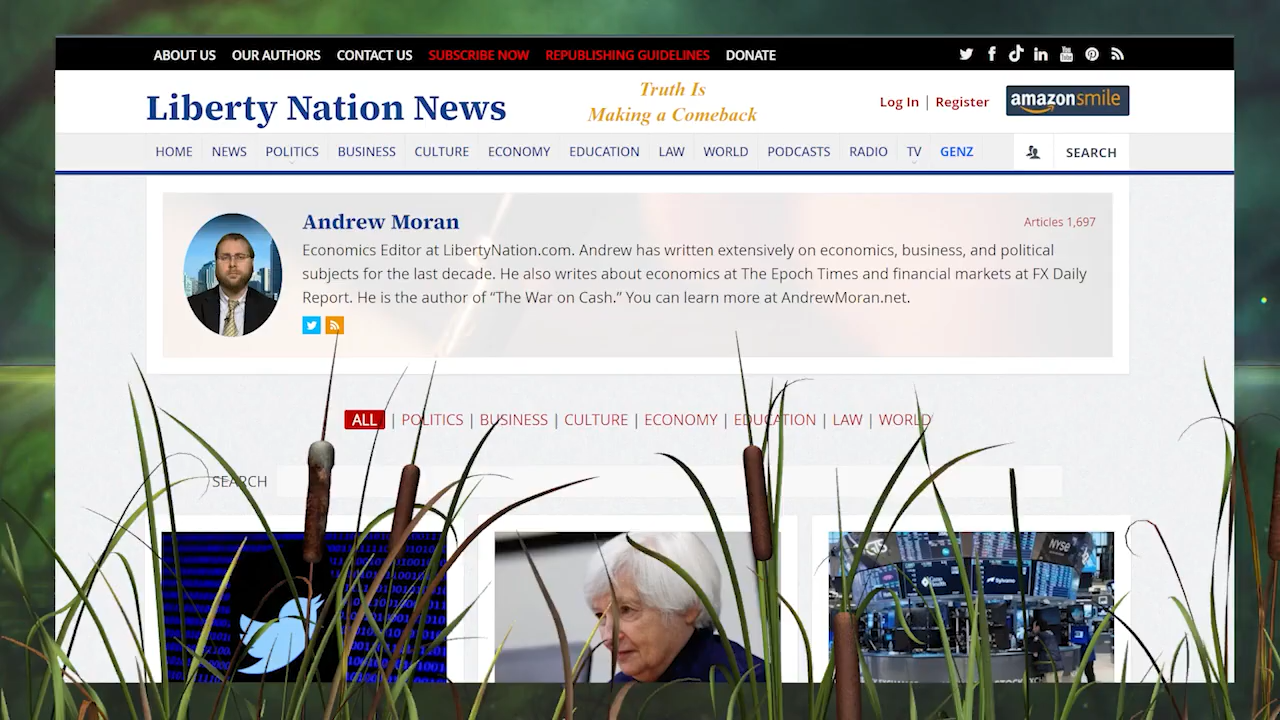 ABOUT US OUR AUTHORS CONTACT US SUBSCRIBE NOW REPUBLISHING GUIDELINES DONATE
Liberty Nation News
Truth Is
Making a Comeback
Log In | Register
amazonsmile
HOME NEWS POLITICS BUSINESS CULTURE ECONOMY EDUCATION LAW WORLD PODCASTS RADIO TV GENZ SEARCH
Andrew Moran
Articles 1,697
Economics Editor at LibertyNation.com. Andrew has written extensively on economics, business, and political
subjects for the last decade. He also writes about economics at The Epoch Times and financial markets at FX Daily
Report. He is the author of “The War on Cash.” You can learn more at AndrewMoran.net.
ALL | POLITICS | BUSINESS | CULTURE | ECONOMY | EDUCATION | LAW | WORLD
SEARCH
NYSE